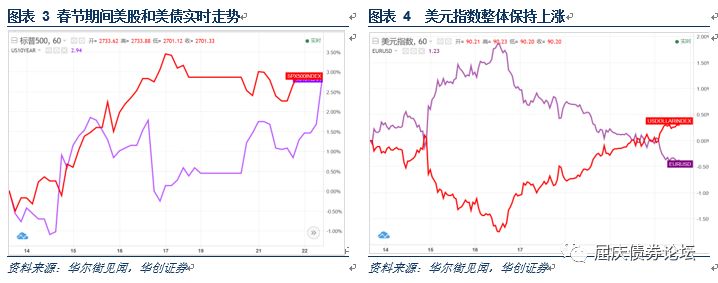 图表 3 春节期间美股和美债实时走势
标普500, 60 开= 2733.62 高= 2733.88 低= 2701.12 收= 2701.33 实时
US10YEAR 2.94
3.50%
3.00%
SPX500INDEX
2.50%
2.00%
1.50%
1.00%
0.50%
0.00%
-0.50%
-1.00%
14 15 16 17 19 21 22
资料来源：华尔街见闻，华创证券
图表 4 美元指数整体保持上涨
美元指数, 60 开= 90.21 高= 90.23 低= 90.20 收= 90.20 实时
EURUSD 1.23
2.00%
1.50%
1.00%
0.50%
USDOLLARINDEX
0.00%
EURUSD
-0.50%
-1.00%
-1.50%
14 15 16 17
屈庆债券论坛
资料来源：华尔街见闻，华创证券